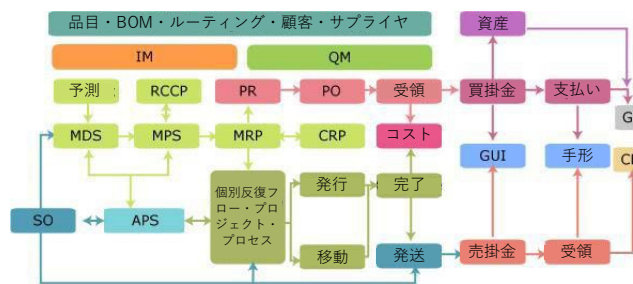 品目・BOM・ルーティング・顧客・サプライヤ
資産
IM
QM
予測
RCCP
PR
PO
受領
買掛金
支払い
G
MDS
MPS
MRP
CRP
コスト
GUI
手形
SO
APS
個別反復フ
ロー・プロ
ジェクト・
プロセス
発行
完了
移動
発送
売掛金
受領